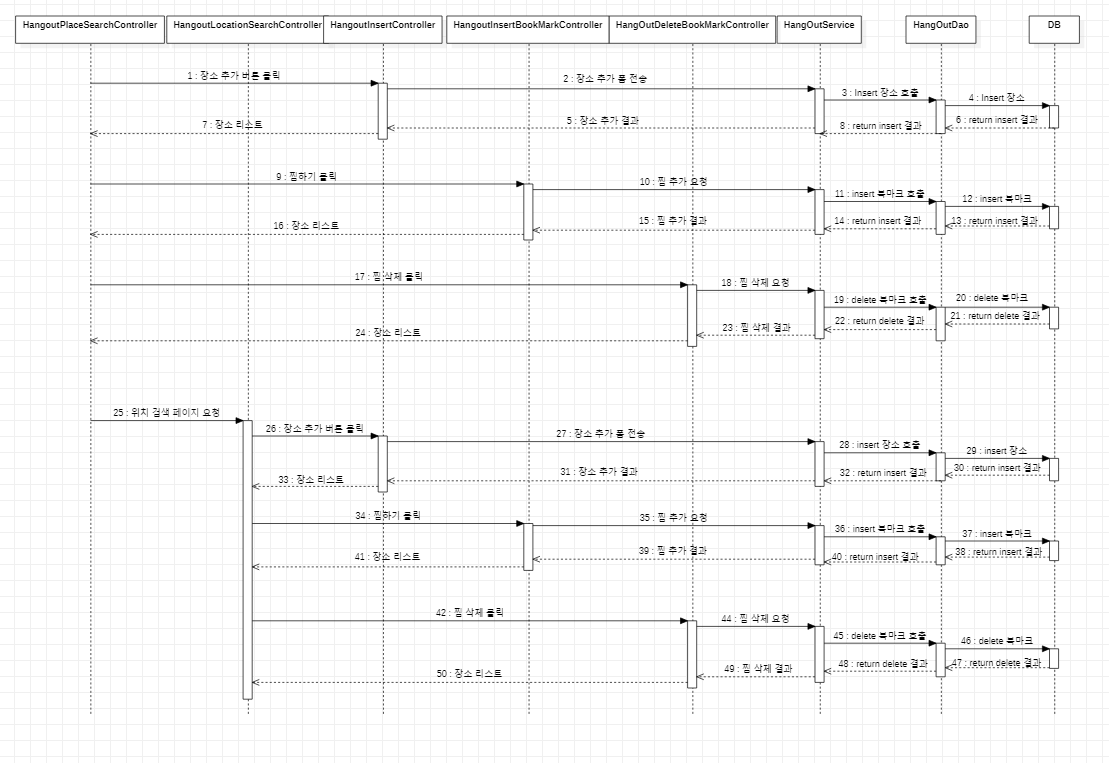 HangoutPlaceSearchController
HangoutLocationSearchController
HangoutInsertController
HangoutInsertBookMarkController
HangOutDeleteBookMarkController
HangOutService
HangOutDao
DB
1 : 장소 추가 버튼 클릭
2 : 장소 추가 폼 전송
3 : Insert 장소 호출
4 : Insert 장소
7 : 장소 리스트
5 : 장소 추가 결과
8 : return insert 결과
6 : return insert 결과
9 : 찜하기 클릭
10 : 찜 추가 요청
11 : insert 북마크 호출
12 : insert 북마크
16 : 장소 리스트
15 : 찜 추가 결과
14 : return insert 결과
13 : return insert 결과
17 : 찜 삭제 클릭
18 : 찜 삭제 요청
19 : delete 북마크 호출
20 : delete 북마크
24 : 장소 리스트
23 : 찜 삭제 결과
22 : return delete 결과
21 : return delete 결과
25 : 위치 검색 페이지 요청
26 : 장소 추가 버튼 클릭
27 : 장소 추가 폼 전송
28 : insert 장소 호출
29 : insert 장소
33 : 장소 리스트
31 : 장소 추가 결과
32 : return insert 결과
30 : return insert 결과
34 : 찜하기 클릭
35 : 찜 추가 요청
36 : insert 북마크 호출
37 : insert 북마크
41 : 장소 리스트
39 : 찜 추가 결과
40 : return insert 결과
38 : return insert 결과
42 : 찜 삭제 클릭
44 : 찜 삭제 요청
45 : delete 북마크 호출
46 : delete 북마크
50 : 장소 리스트
49 : 찜 삭제 결과
48 : return delete 결과
47 : return delete 결과